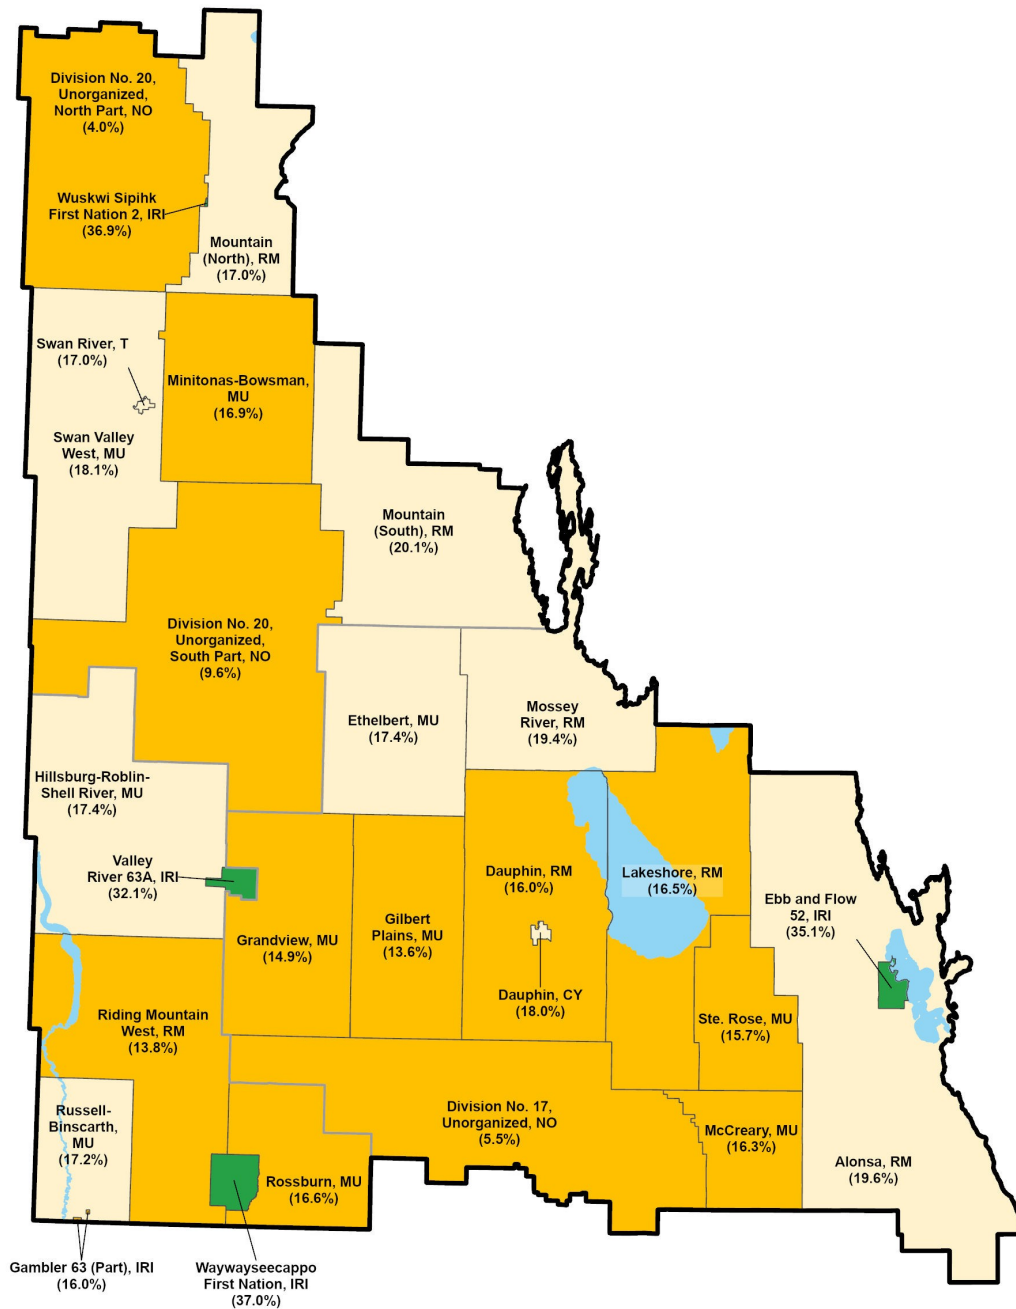 Division No. 20,
Unorganized,
North Part, NO
(4.0%)
Wuskwi Sipihk
First Nation 2, IRI
(36.9%)
Mountain
(North), RM
(17.0%)
Swan River, T
(17.0%)
Minitonas-Bowsman,
MU
(16.9%)
Swan Valley
West, MU
(18.1%)
Mountain
(South), RM
(20.1%)
Division No. 20,
Unorganized,
South Part, NO
(9.6%)
Ethelbert, MU
(17.4%)
Mossey
River, RM
(19.4%)
Hillsburg-Roblin-
Shell River, MU
(17.4%)
Valley
River 63A, IRI
(32.1%)
Grandview, MU
(14.9%)
Gilbert
Plains, MU
(13.6%)
Dauphin, RM
(16.0%)
Lakeshore, RM
(16.5%)
Ebb and Flow
52, IRI
(35.1%)
Dauphin, CY
(18.0%)
Ste. Rose, MU
(15.7%)
Riding Mountain
West, RM
(13.8%)
Russell-
Binscarth,
MU
(17.2%)
Division No. 17,
Unorganized, NO
(5.5%)
McCreary, MU
(16.3%)
Alonsa, RM
(19.6%)
Rossburn, MU
(16.6%)
Gambler 63 (Part), IRI
(16.0%)
Waywayseecappo
First Nation, IRI
(37.0%)